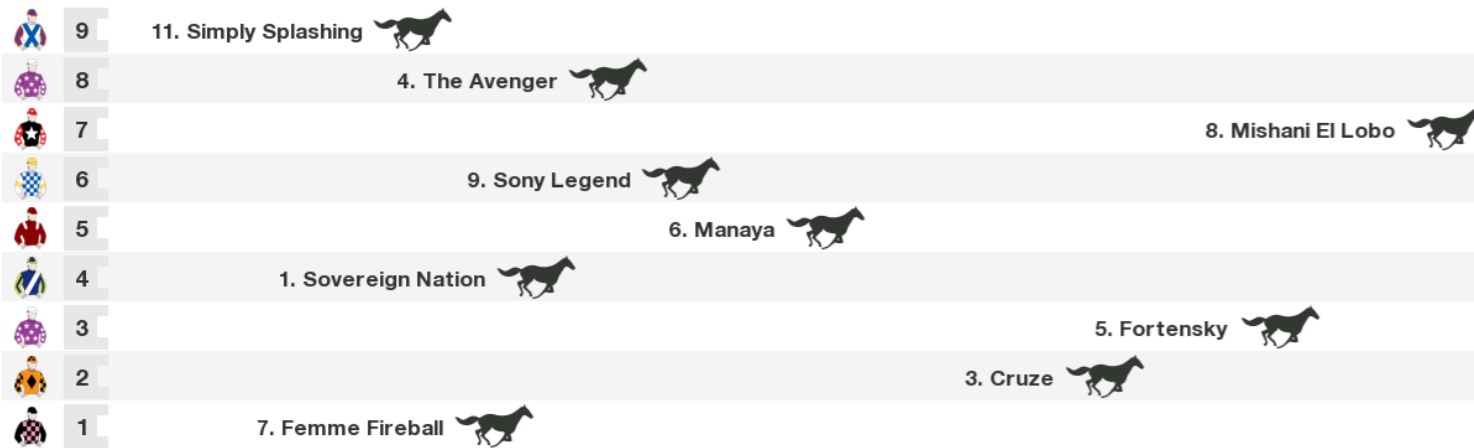 9 11. Simply Splashing
8 4. The Avenger
7 8. Mishani El Lobo
6 9. Sony Legend
5 6. Manaya
4 1. Sovereign Nation
3 5. Fortensky
2 3. Cruze
1 7. Femme Fireball